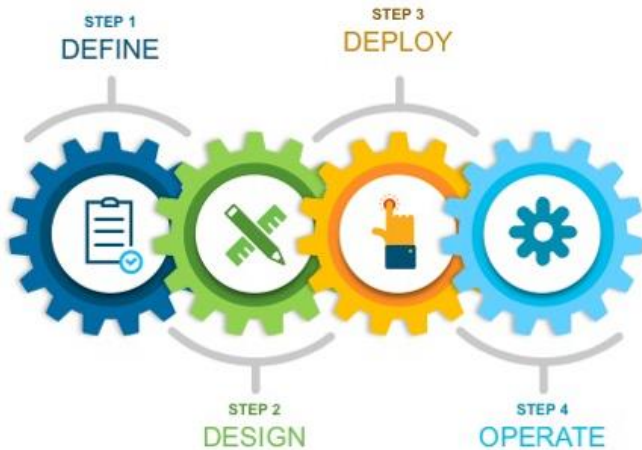 STEP 1
DEFINE
STEP 2
DESIGN
STEP 3
DEPLOY
STEP 4
OPERATE